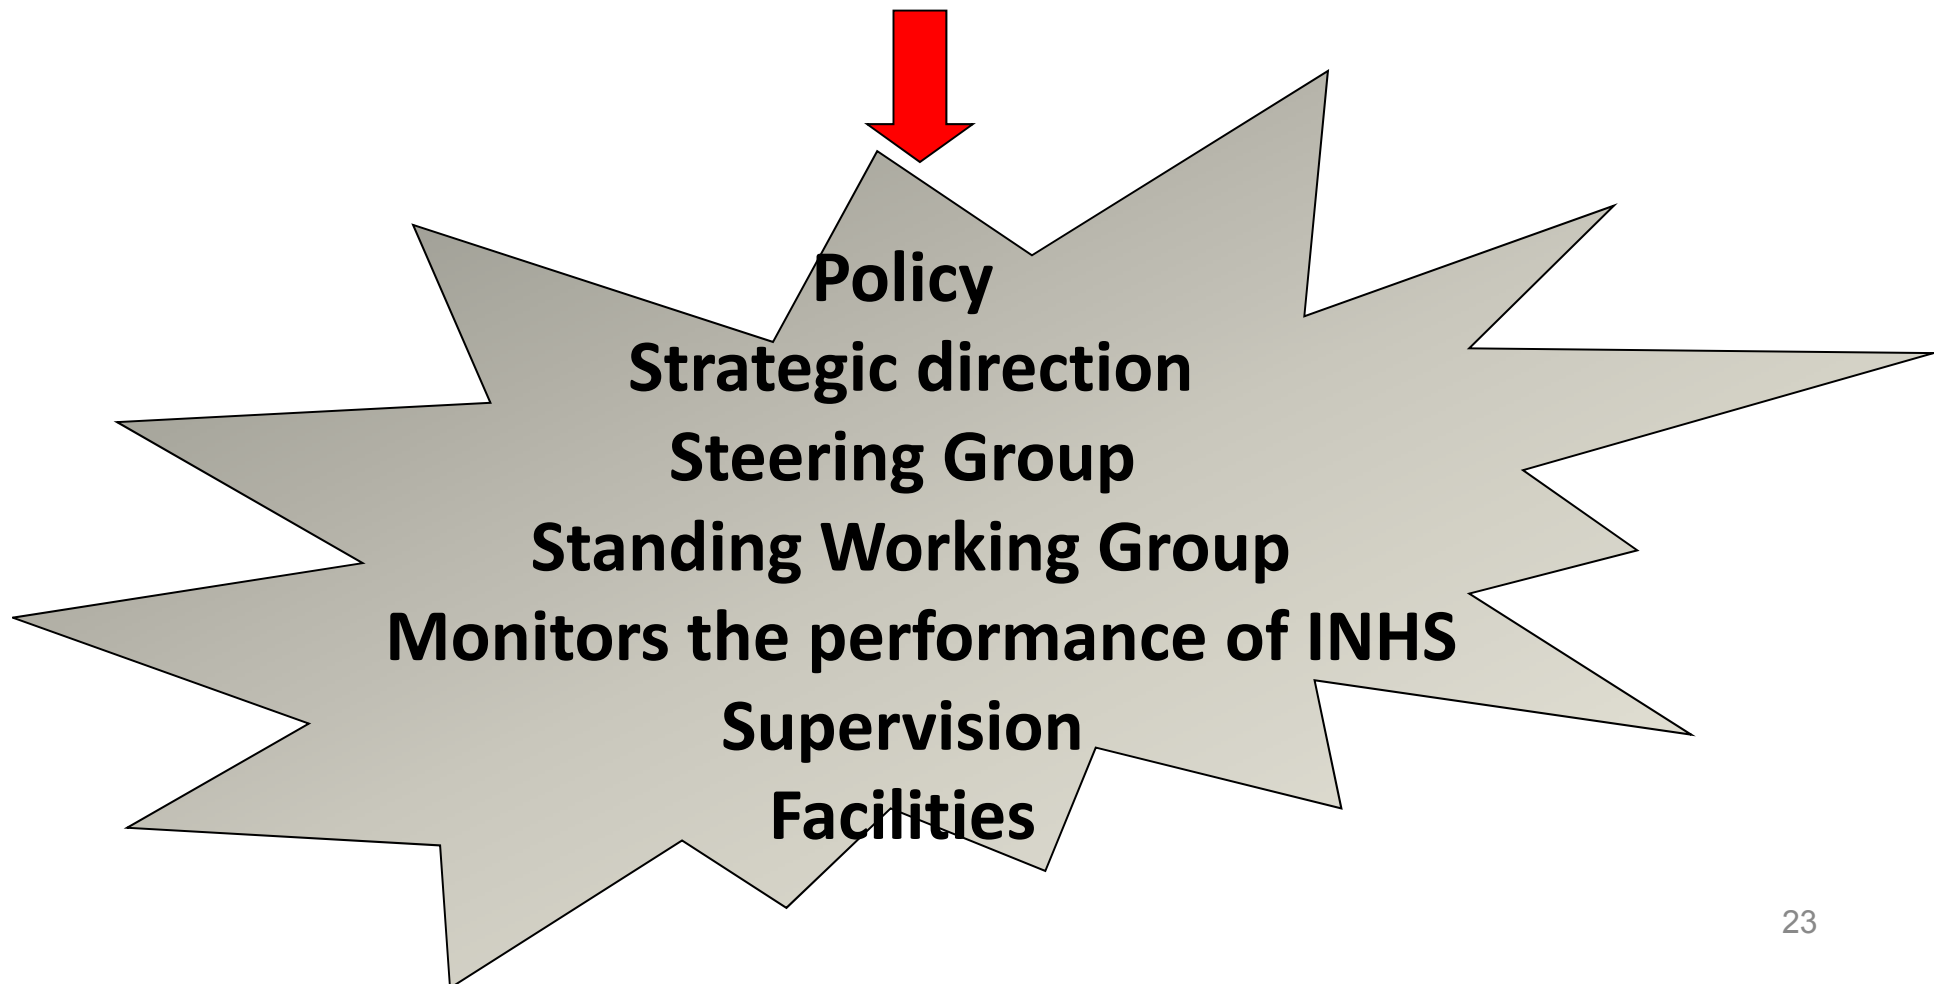 Policy
Strategic direction
Steering Group
Standing Working Group
Monitors the performance of INHS
Supervision
Facilities
23